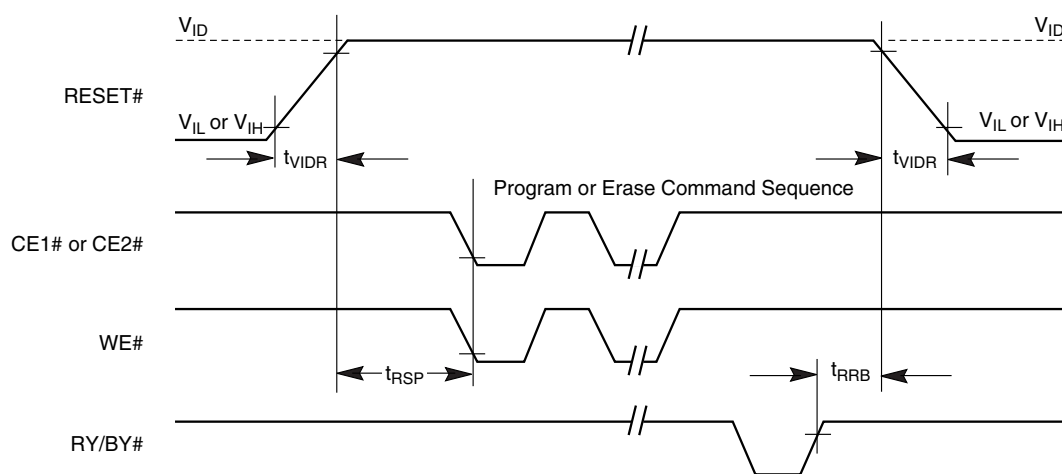 VID
VID
RESET#
VIL or VIH
VIL or VIH
tVIDR
tVIDR
Program or Erase Command Sequence
CE1# or CE2#
WE#
tRSP
tRRB
RY/BY#